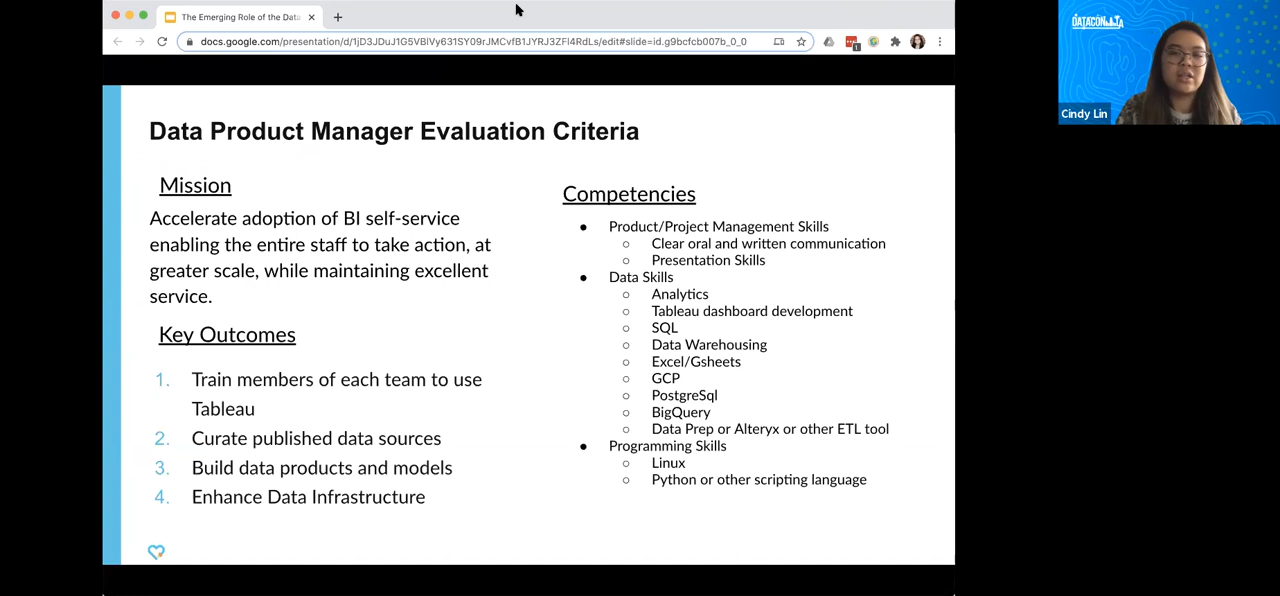 The Emerging Role of the Data
docs.google.com/presentation/d/1jD3JDuJ1G5VBlVy631SY09rJMCvfB1JYRJ3ZFl4RdLs/edit#slide=id.g9bcfcb007b_0_0
1
DATACON LA
Cindy Lin
Data Product Manager Evaluation Criteria
Mission
Accelerate adoption of BI self-service
enabling the entire staff to take action, at
greater scale, while maintaining excellent
service.
Key Outcomes
1. Train members of each team to use
Tableau
2. Curate published data sources
3. Build data products and models
4. Enhance Data Infrastructure
Competencies
● Product/Project Management Skills
○ Clear oral and written communication
○ Presentation Skills
● Data Skills
○ Analytics
○ Tableau dashboard development
○ SQL
○ Data Warehousing
○ Excel/Gsheets
○ GCP
○ PostgreSql
○ BigQuery
○ Data Prep or Alteryx or other ETL tool
● Programming Skills
○ Linux
○ Python or other scripting language